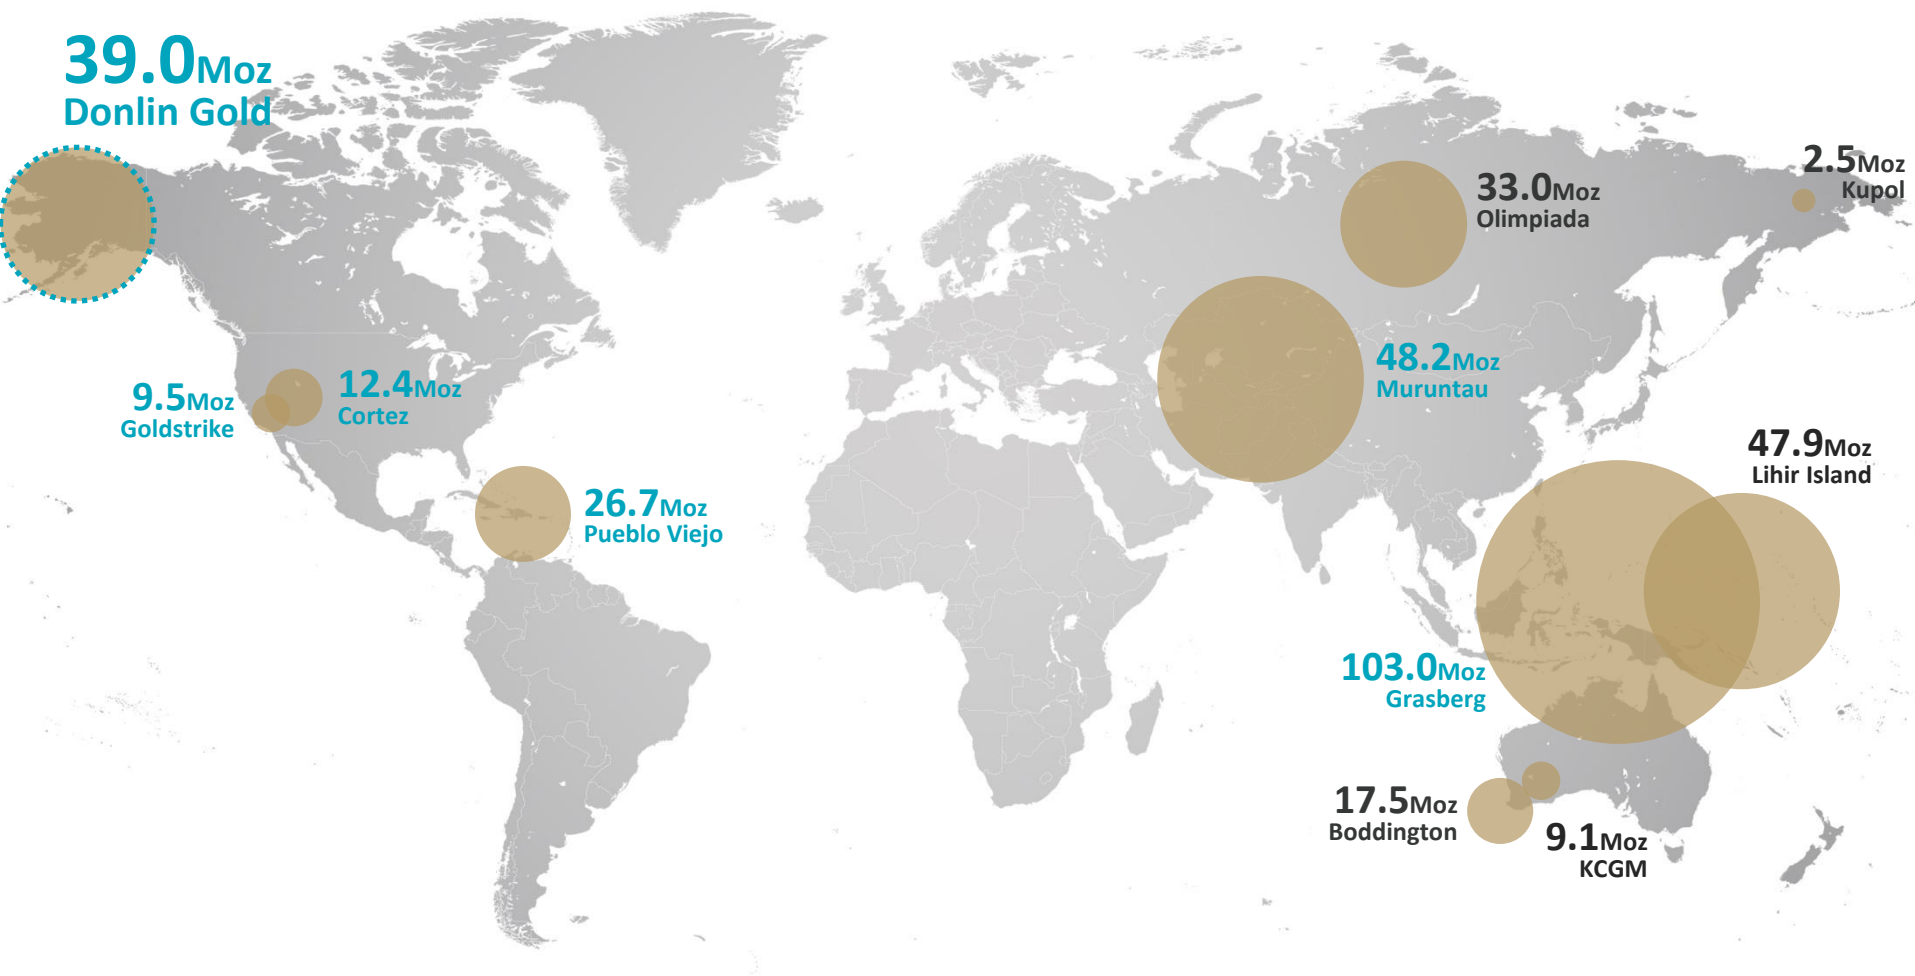 39.0Moz
Donlin Gold
2.5Moz
Kupol
33.0Moz
Olimpiada
48.2Moz
Muruntau
9.5Moz
Goldstrike
12.4Moz
Cortez
47.9Moz
Lihir Island
26.7Moz
Pueblo Viejo
103.0Moz
Grasberg
17.5Moz
Boddington
9.1Moz
KCGM